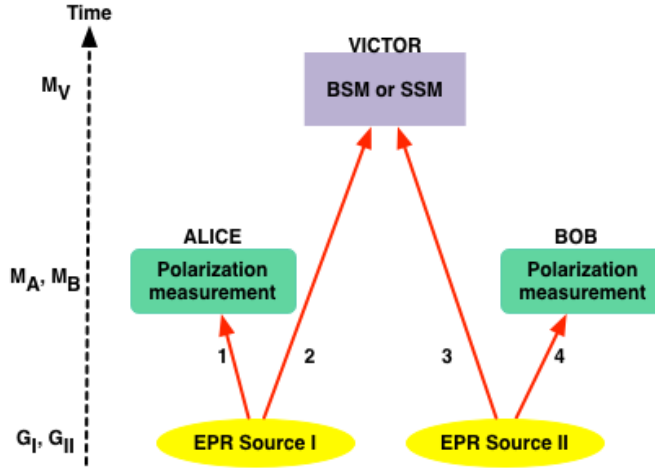 Time
VICTOR
M_V
BSM or SSM
ALICE
BOB
M_A, M_B
Polarization
measurement
Polarization
measurement
1
2
3
4
G_I, G_II
EPR Source I
EPR Source II